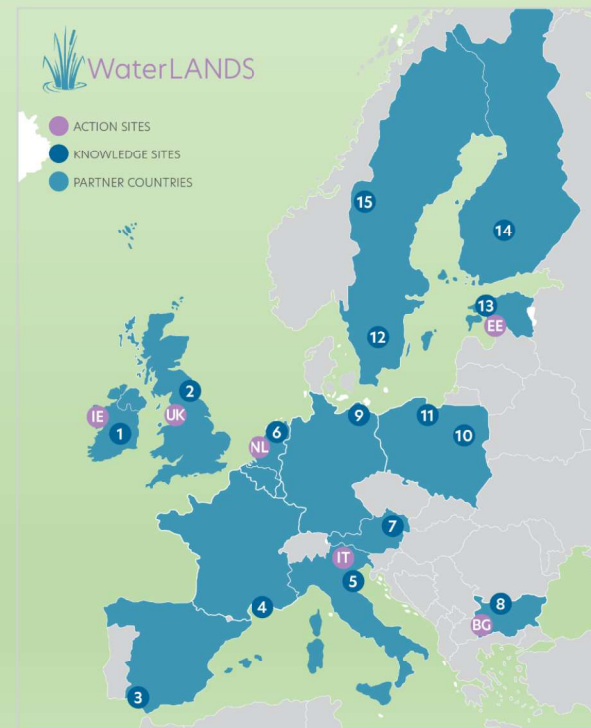 WaterLANDS
ACTION SITES
KNOWLEDGE SITES
PARTNER COUNTRIES
15
14
13
EE
12
2
IE
UK
1
6
NL
9
11
10
7
IT
5
4
8
BG
3